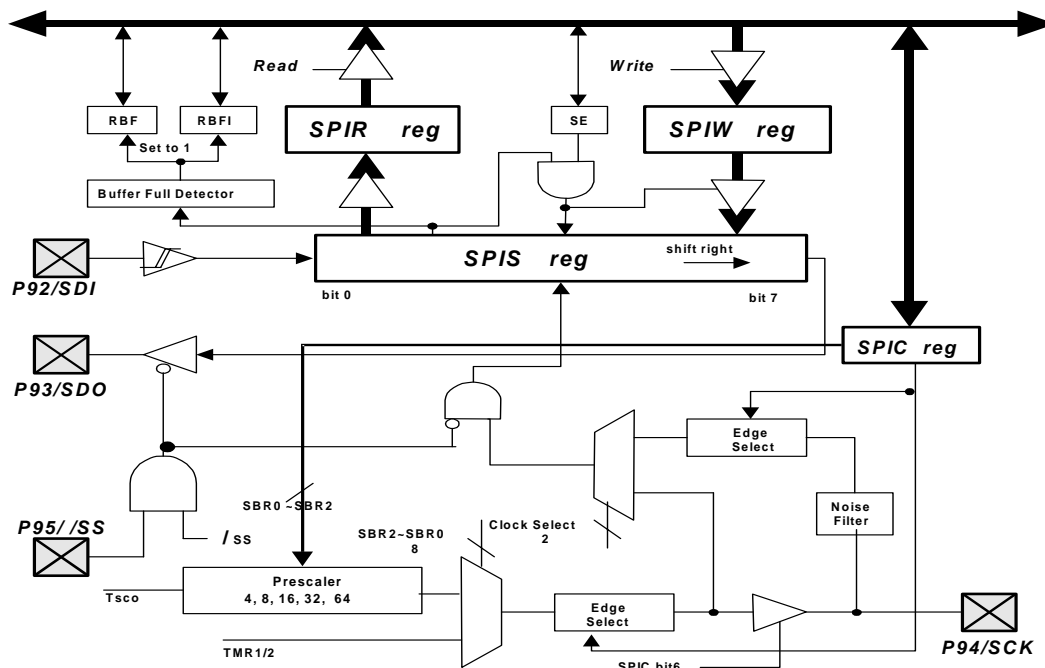 Read
Write
RBF
RBFI
SPIR reg
SE
SPIW reg
Set to 1
Buffer Full Detector
SPIS reg
shift right
P92/SDI
bit 0
bit 7
SPIC reg
P93/SDO
Edge
Select
SBR0 ~SBR2
Noise
Filter
P95/ /SS
/ SS
SBR2~SBR0
8
Clock Select
2
Prescaler
4, 8, 16, 32, 64
Tsco
Edge
Select
TMR1/2
P94/SCK
SPIC bit6